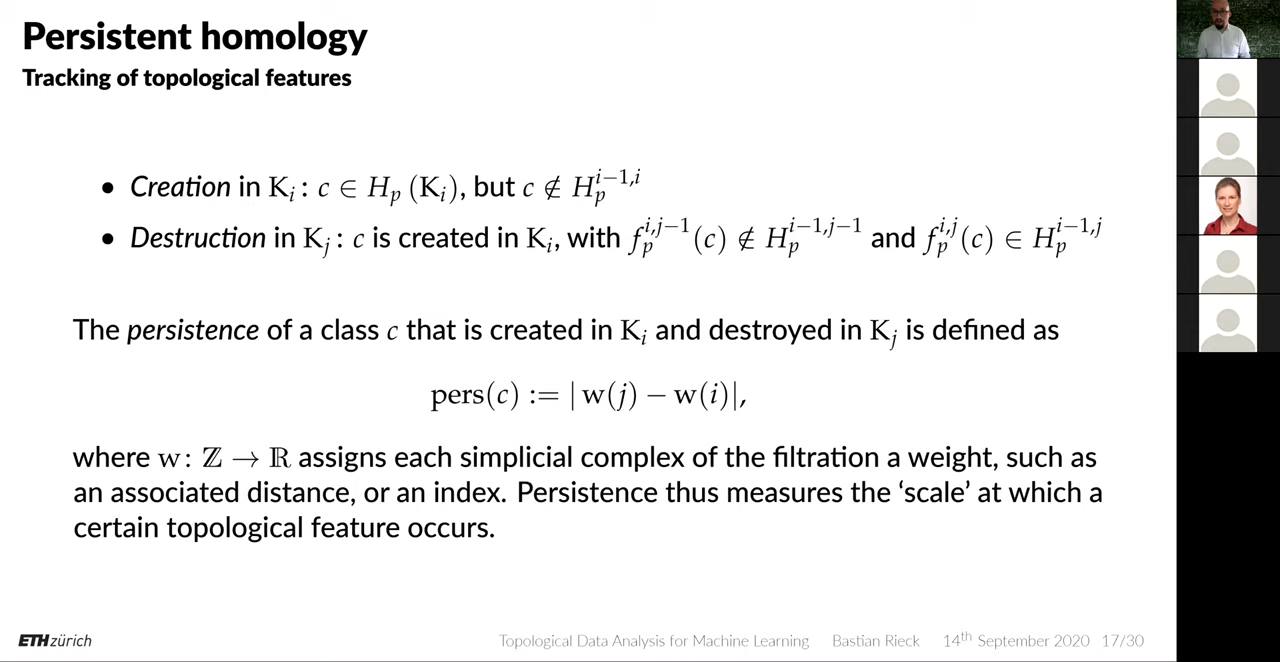 Persistent homology
Tracking of topological features
• Creation in K_i : c ∈ H_p (K_i), but c ∉ H_p^{i−1,i}
• Destruction in K_j : c is created in K_i, with f_p^{i,j−1}(c) ∉ H_p^{i−1,j−1} and f_p^{i,j}(c) ∈ H_p^{i−1,j}
The persistence of a class c that is created in K_i and destroyed in K_j is defined as
pers(c) := | w(j) − w(i)|,
where w: ℤ → ℝ assigns each simplicial complex of the filtration a weight, such as
an associated distance, or an index. Persistence thus measures the ‘scale’ at which a
certain topological feature occurs.
ETH zürich Topological Data Analysis for Machine Learning Bastian Rieck 14th September 2020 17/30